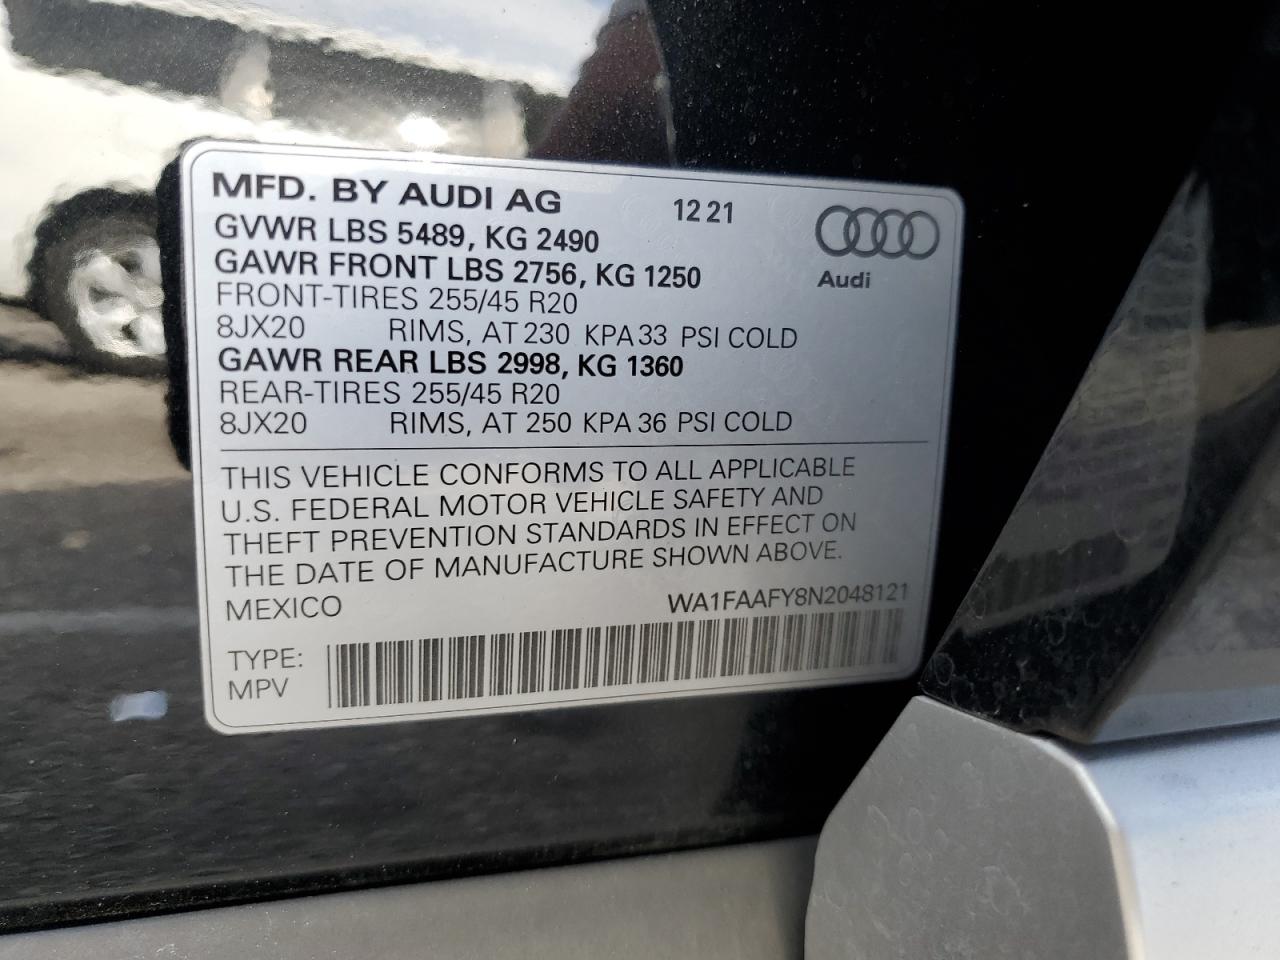 MFD. BY AUDI AG 12 21
GVWR LBS 5489, KG 2490
GAWR FRONT LBS 2756, KG 1250
Audi
FRONT-TIRES 255/45 R20
8JX20 RIMS, AT 230 KPA 33 PSI COLD
GAWR REAR LBS 2998, KG 1360
REAR-TIRES 255/45 R20
8JX20 RIMS, AT 250 KPA 36 PSI COLD
THIS VEHICLE CONFORMS TO ALL APPLICABLE
U.S. FEDERAL MOTOR VEHICLE SAFETY AND
THEFT PREVENTION STANDARDS IN EFFECT ON
THE DATE OF MANUFACTURE SHOWN ABOVE.
MEXICO WA1FAAFY8N2048121
TYPE:
MPV